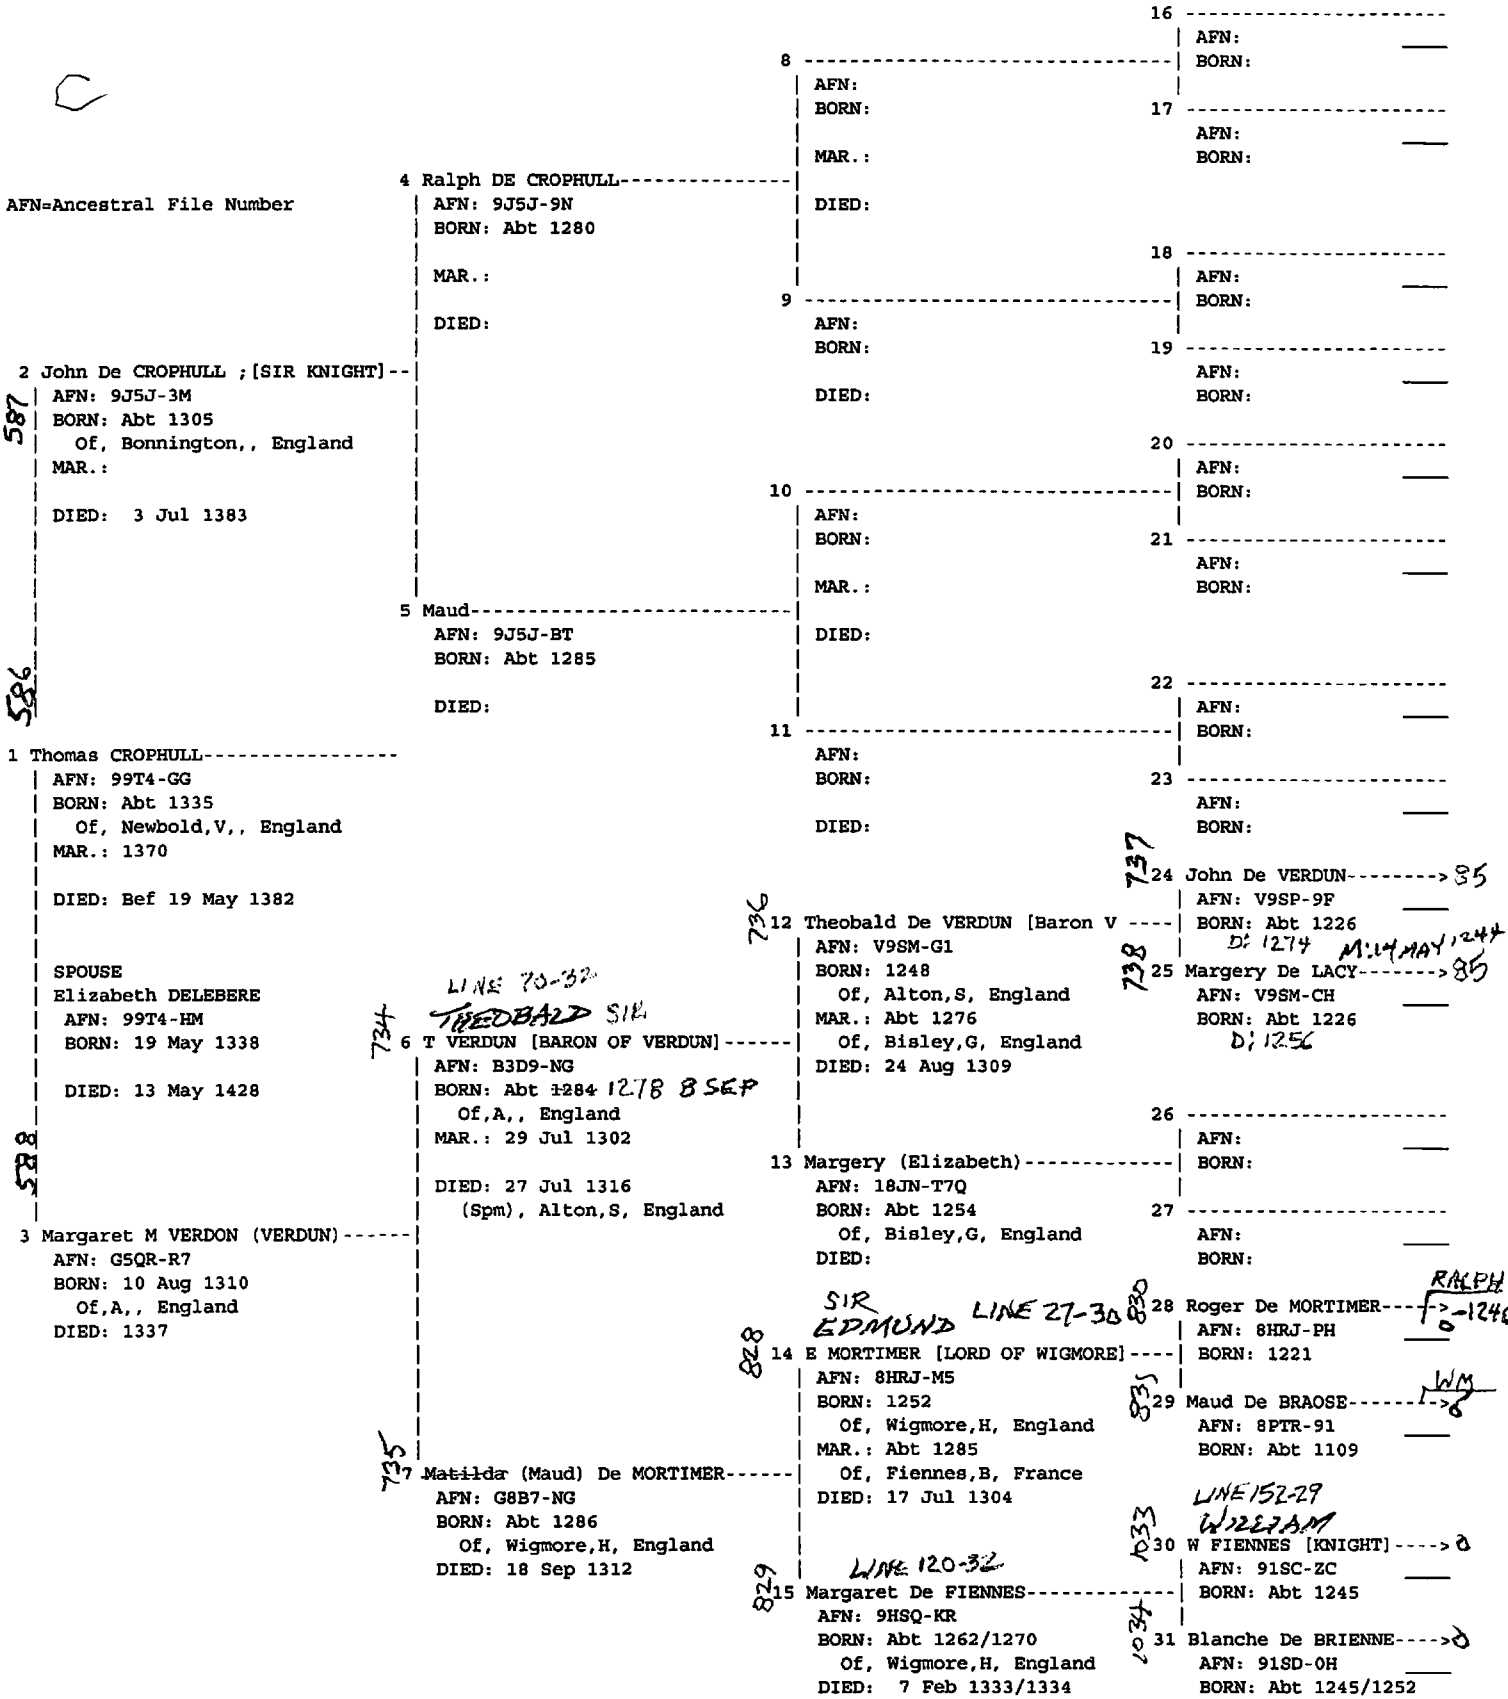 C
AFN=Ancestral File Number
587
2 John De CROPHULL ; [SIR KNIGHT]--
AFN: 9J5J-3M
BORN: Abt 1305
Of, Bonnington,, England
MAR.:
DIED: 3 Jul 1383
586
1 Thomas CROPHULL----------------
AFN: 99T4-GG
BORN: Abt 1335
Of, Newbold,V,, England
MAR.: 1370
DIED: Bef 19 May 1382
SPOUSE
Elizabeth DELEBERE
AFN: 99T4-HM
BORN: 19 May 1338
DIED: 13 May 1428
588
3 Margaret M VERDON (VERDUN)------
AFN: G5QR-R7
BORN: 10 Aug 1310
Of,A,, England
DIED: 1337
4 Ralph DE CROPHULL--------------
AFN: 9J5J-9N
BORN: Abt 1280
MAR.:
DIED:
5 Maud---------------------------
AFN: 9J5J-BT
BORN: Abt 1285
DIED:
LINE 70-32
THEOBALD SIR
734
6 T VERDUN [BARON OF VERDUN]------
AFN: B3D9-NG
BORN: Abt 1284 1278 8 SEP
Of,A,, England
MAR.: 29 Jul 1302
DIED: 27 Jul 1316
(Spm), Alton,S, England
735
7 Matilda (Maud) De MORTIMER------
AFN: G8B7-NG
BORN: Abt 1286
Of, Wigmore,H, England
DIED: 18 Sep 1312
8 -------------------------------
AFN:
BORN:
MAR.:
DIED:
9 -------------------------------
AFN:
BORN:
DIED:
10 -------------------------------
AFN:
BORN:
MAR.:
DIED:
11 -------------------------------
AFN:
BORN:
DIED:
736
12 Theobald De VERDUN [Baron V ----
AFN: V9SM-G1
BORN: 1248
Of, Alton,S, England
MAR.: Abt 1276
Of, Bisley,G, England
DIED: 24 Aug 1309
13 Margery (Elizabeth)-------------
AFN: 18JN-T7Q
BORN: Abt 1254
Of, Bisley,G, England
DIED:
SIR
EDMUND LINE 27-30
828
14 E MORTIMER [LORD OF WIGMORE]----
AFN: 8HRJ-M5
BORN: 1252
Of, Wigmore,H, England
MAR.: Abt 1285
Of, Fiennes,B, France
DIED: 17 Jul 1304
LINE 120-32
829
15 Margaret De FIENNES-------------
AFN: 9HSQ-KR
BORN: Abt 1262/1270
Of, Wigmore,H, England
DIED: 7 Feb 1333/1334
16 ----------------------
AFN:
BORN:
17 ----------------------
AFN:
BORN:
18 ----------------------
AFN:
BORN:
19 ----------------------
AFN:
BORN:
20 ----------------------
AFN:
BORN:
21 ----------------------
AFN:
BORN:
22 ----------------------
AFN:
BORN:
23 ----------------------
AFN:
BORN:
737
24 John De VERDUN--------> 85
AFN: V9SP-9F
BORN: Abt 1226
D: 1274 M: 14 MAY 1244
738
25 Margery De LACY-------> 85
AFN: V9SM-CH
BORN: Abt 1226
D: 1256
26 ----------------------
AFN:
BORN:
27 ----------------------
AFN:
BORN:
RALPH
830
28 Roger De MORTIMER----> 0 -1246
AFN: 8HRJ-PH
BORN: 1221
WM
835
29 Maud De BRAOSE--------> 0
AFN: 8PTR-91
BORN: Abt 1109
LINE 152-29
WILLIAM
1033
30 W FIENNES [KNIGHT]----> 0
AFN: 91SC-ZC
BORN: Abt 1245
1034
31 Blanche De BRIENNE----> 0
AFN: 91SD-0H
BORN: Abt 1245/1252